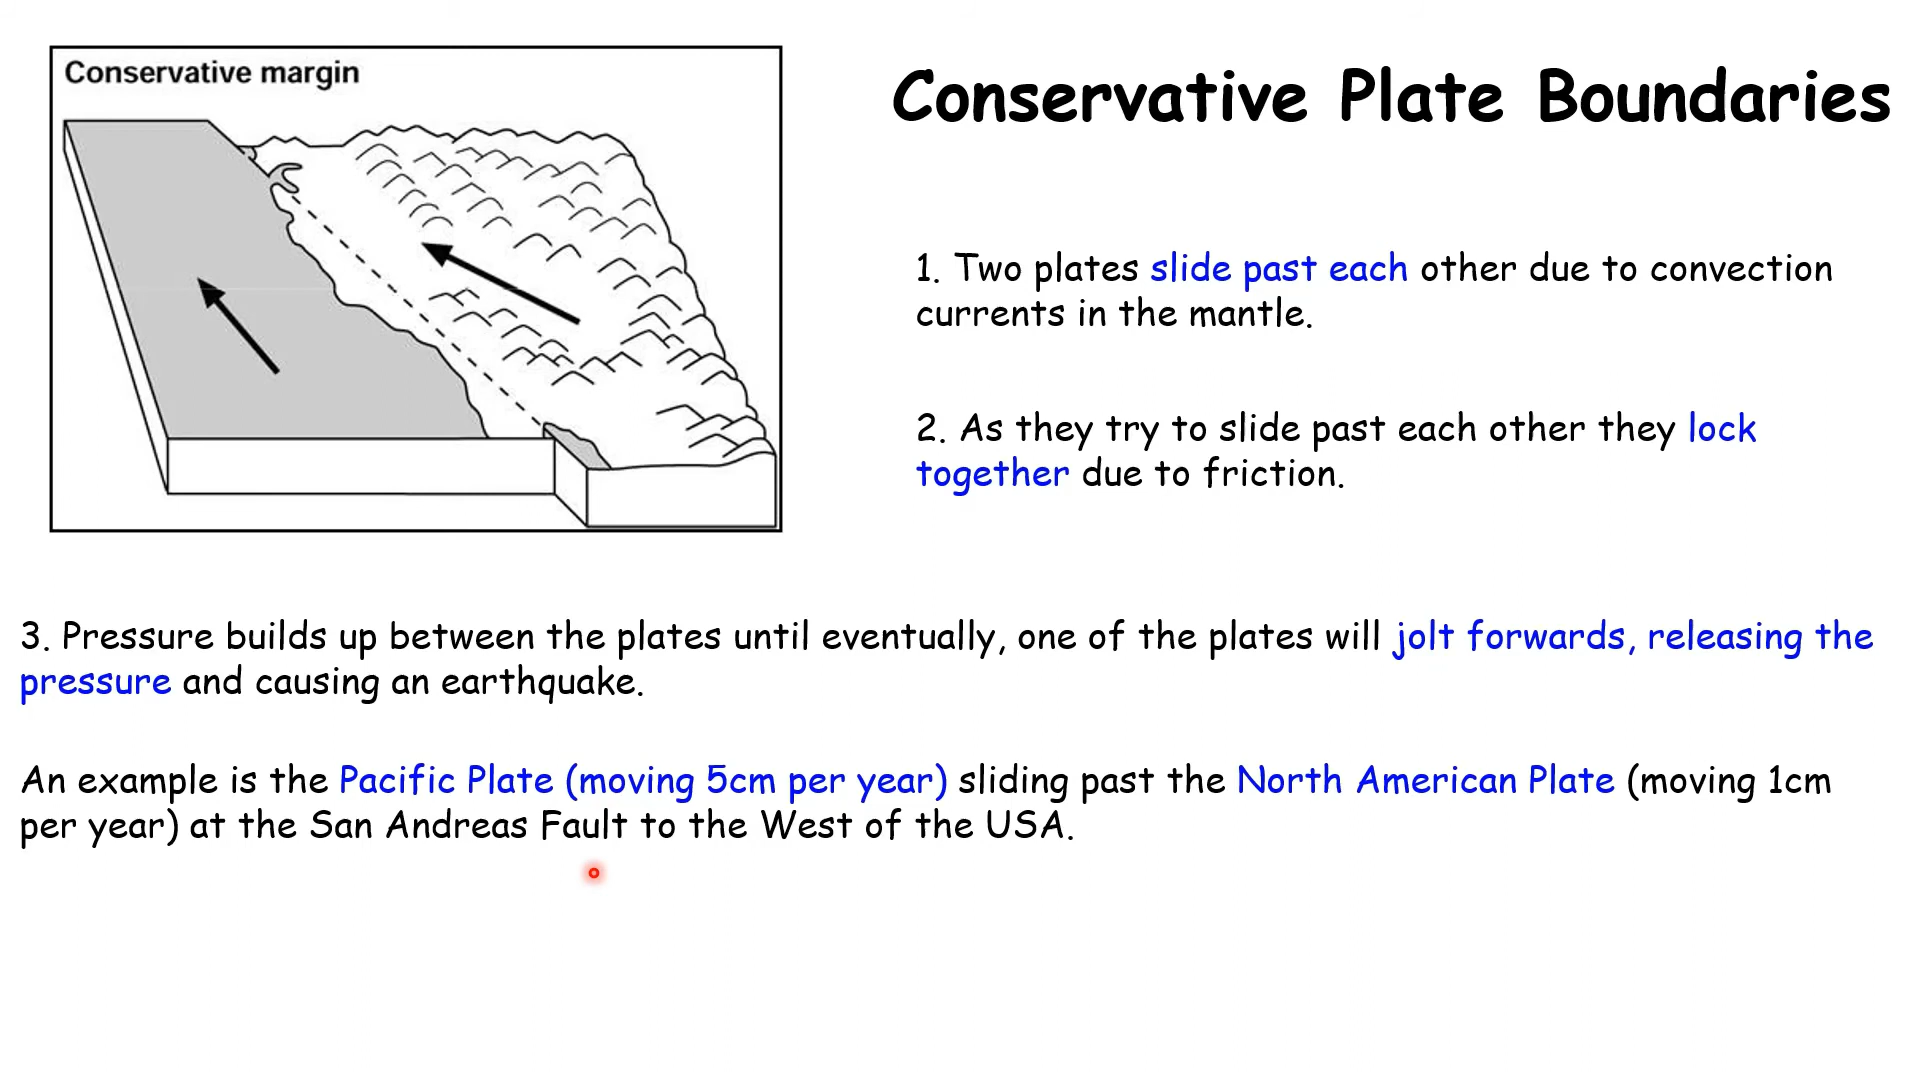 Conservative margin
Conservative Plate Boundaries
1. Two plates slide past each other due to convection
currents in the mantle.
2. As they try to slide past each other they lock
together due to friction.
3. Pressure builds up between the plates until eventually, one of the plates will jolt forwards, releasing the
pressure and causing an earthquake.
An example is the Pacific Plate (moving 5cm per year) sliding past the North American Plate (moving 1cm
per year) at the San Andreas Fault to the West of the USA.